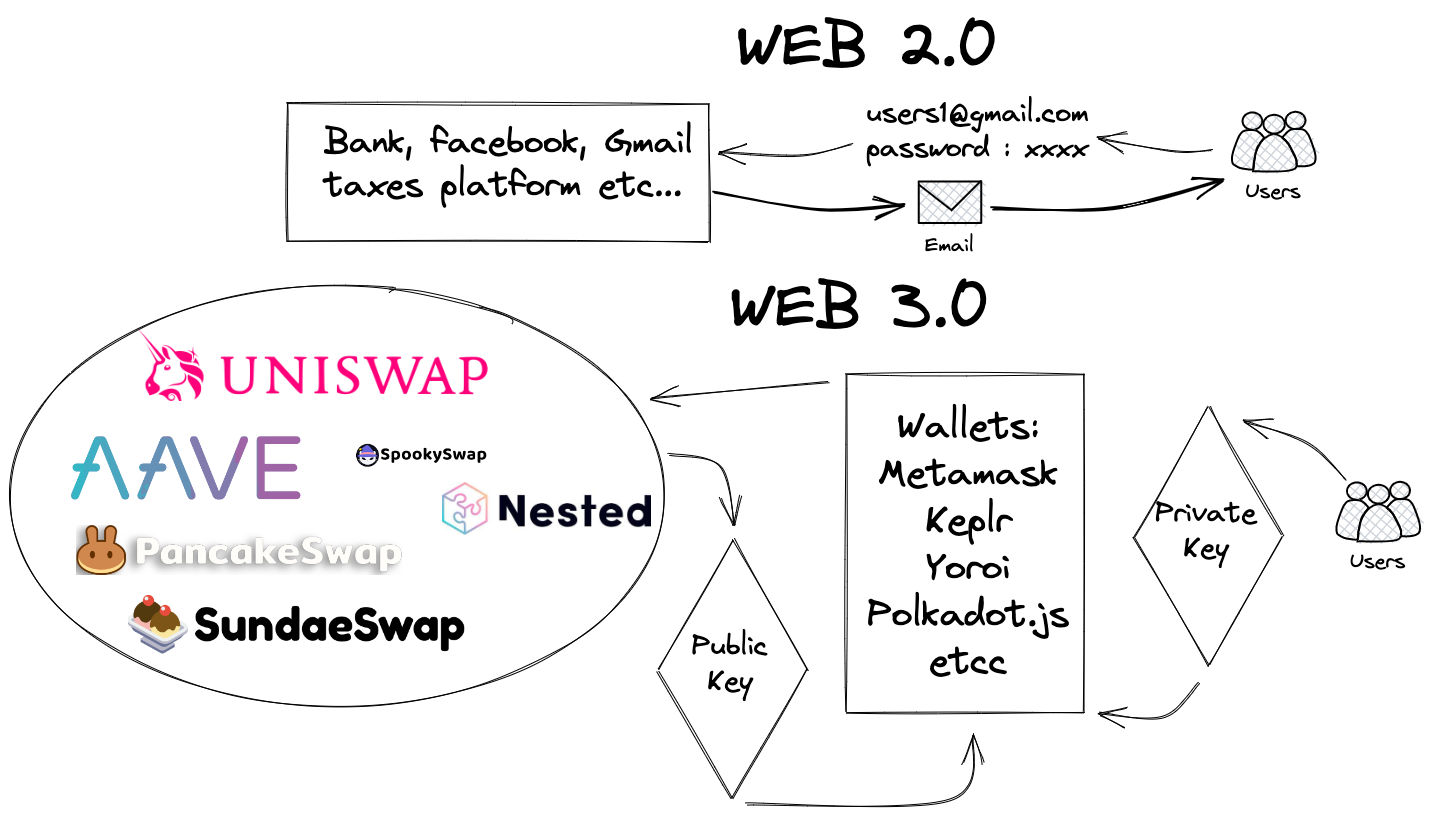 WEB 2.0
Bank, facebook, Gmail
taxes platform etc...
users1@gmail.com
password : xxxx
Users
Email
WEB 3.0
UNISWAP
AAVE
SpookySwap
Nested
PancakeSwap
SundaeSwap
Public
Key
Wallets:
Metamask
Keplr
Yoroi
Polkadot.js
etcc
Private
Key
Users